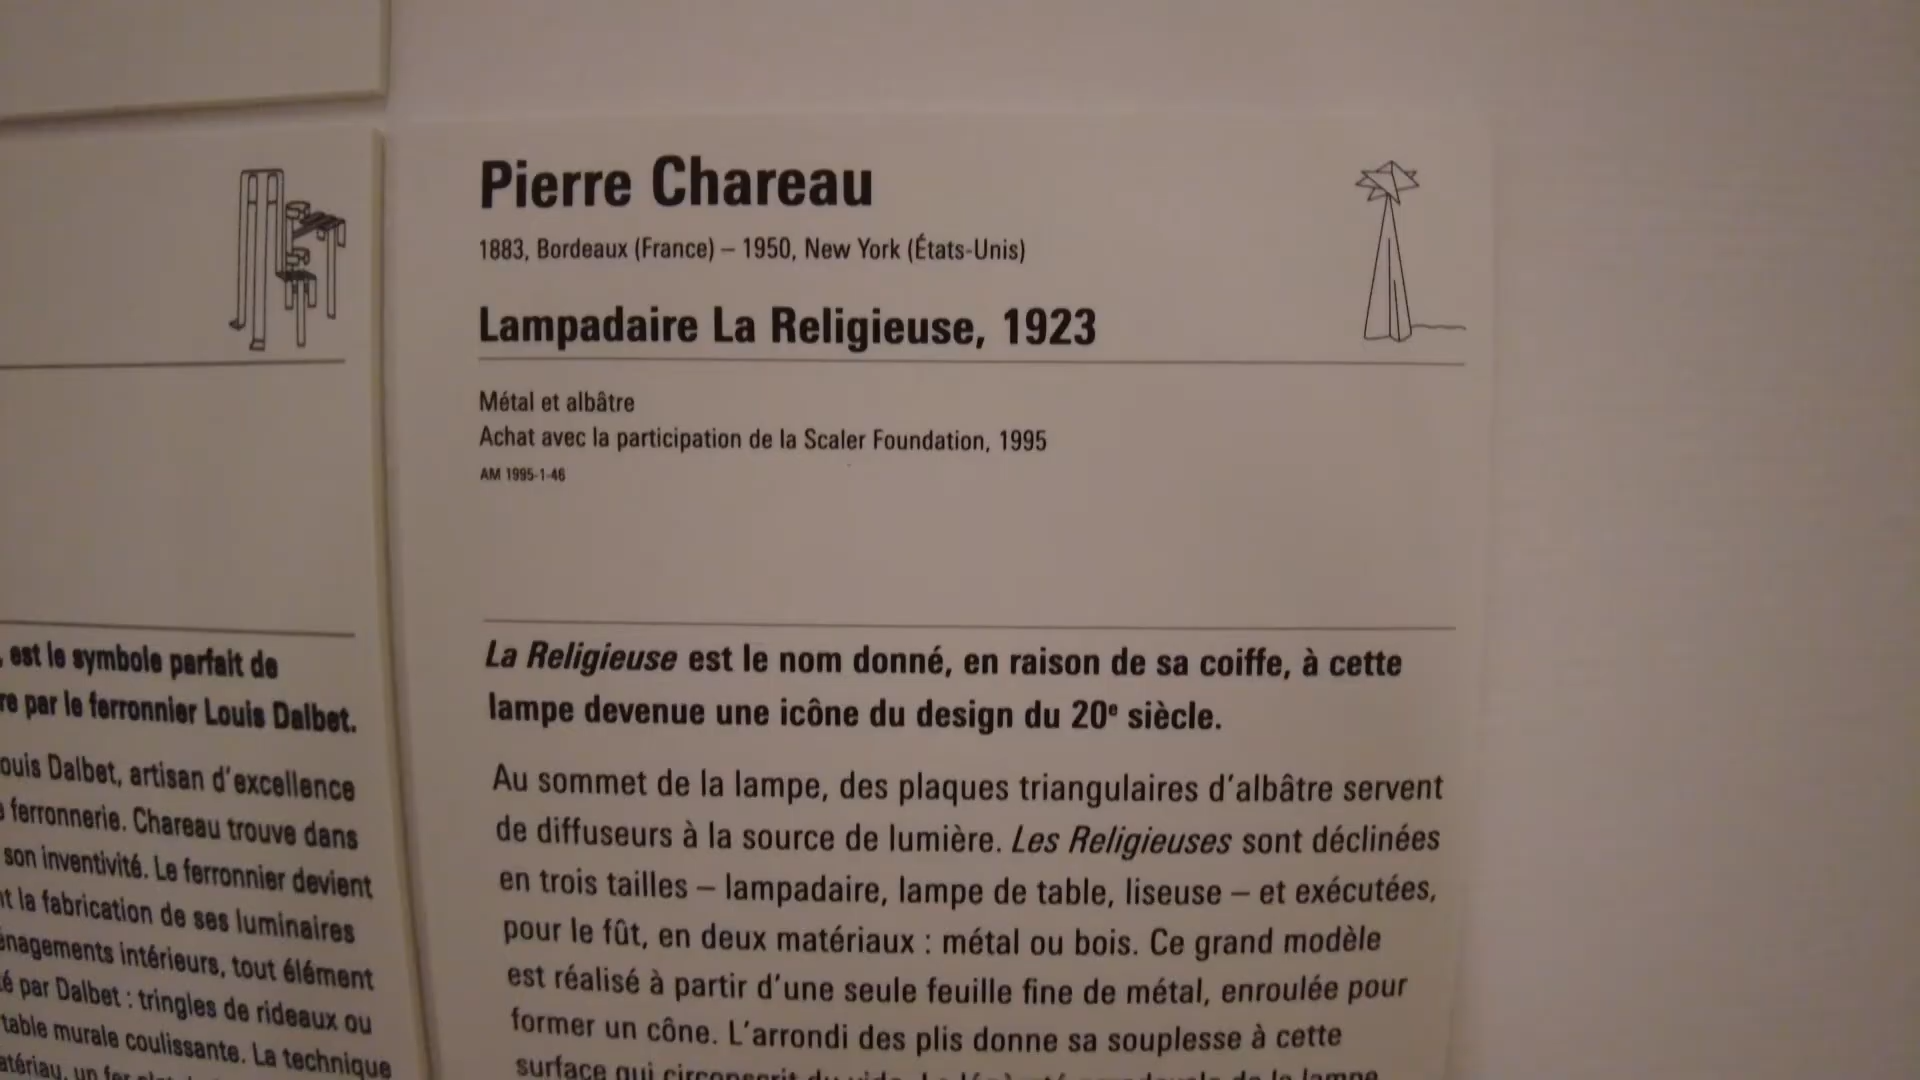 Pierre Chareau
1883, Bordeaux (France) – 1950, New York (États-Unis)
Lampadaire La Religieuse, 1923
Métal et albâtre
Achat avec la participation de la Scaler Foundation, 1995
AM 1995-1-46
La Religieuse est le nom donné, en raison de sa coiffe, à cette
lampe devenue une icône du design du 20e siècle.
Au sommet de la lampe, des plaques triangulaires d'albâtre servent
de diffuseurs à la source de lumière. Les Religieuses sont déclinées
en trois tailles – lampadaire, lampe de table, liseuse – et exécutées,
pour le fût, en deux matériaux : métal ou bois. Ce grand modèle
est réalisé à partir d'une seule feuille fine de métal, enroulée pour
former un cône. L'arrondi des plis donne sa souplesse à cette
surface qui circonscrit du vide.
, est le symbole parfait de
par le ferronnier Louis Dalbet.
Dalbet, artisan d'excellence
ferronnerie. Chareau trouve dans
son inventivité. Le ferronnier devient
la fabrication de ses luminaires
intérieurs, tout élément
par Dalbet : tringles de rideaux ou
table murale coulissante. La technique
un fer